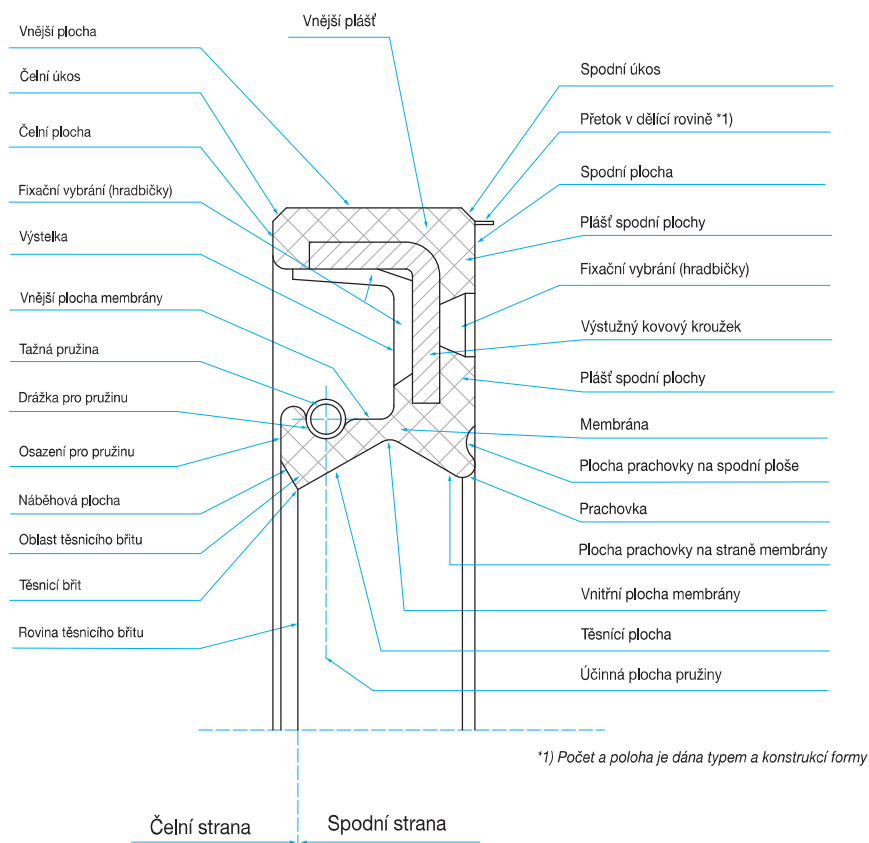 Vnější plášť
Vnější plocha
Čelní úkos
Čelní plocha
Fixační vybrání (hradbičky)
Výstelka
Vnější plocha membrány
Tažná pružina
Drážka pro pružinu
Osazení pro pružinu
Náběhová plocha
Oblast těsnicího břitu
Těsnicí břit
Rovina těsnicího břitu
Spodní úkos
Přetok v dělící rovině *1)
Spodní plocha
Plášť spodní plochy
Fixační vybrání (hradbičky)
Výstužný kovový kroužek
Plášť spodní plochy
Membrána
Plocha prachovky na spodní ploše
Prachovka
Plocha prachovky na straně membrány
Vnitřní plocha membrány
Těsnící plocha
Účinná plocha pružiny
*1) Počet a poloha je dána typem a konstrukcí formy
Čelní strana
Spodní strana